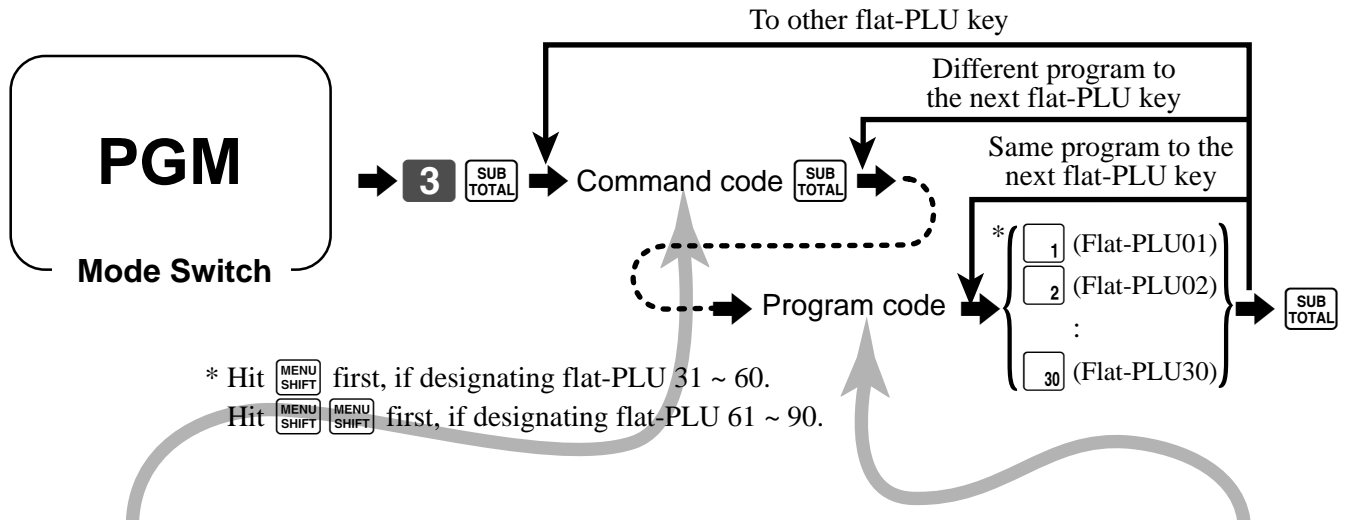 To other flat-PLU key
Different program to
the next flat-PLU key
Same program to the
next flat-PLU key
PGM
Mode Switch
3 SUB TOTAL Command code SUB TOTAL
* 1 (Flat-PLU01)
2 (Flat-PLU02)
:
30 (Flat-PLU30)
Program code
SUB TOTAL
* Hit MENU SHIFT first, if designating flat-PLU 31 ~ 60.
Hit MENU SHIFT MENU SHIFT first, if designating flat-PLU 61 ~ 90.